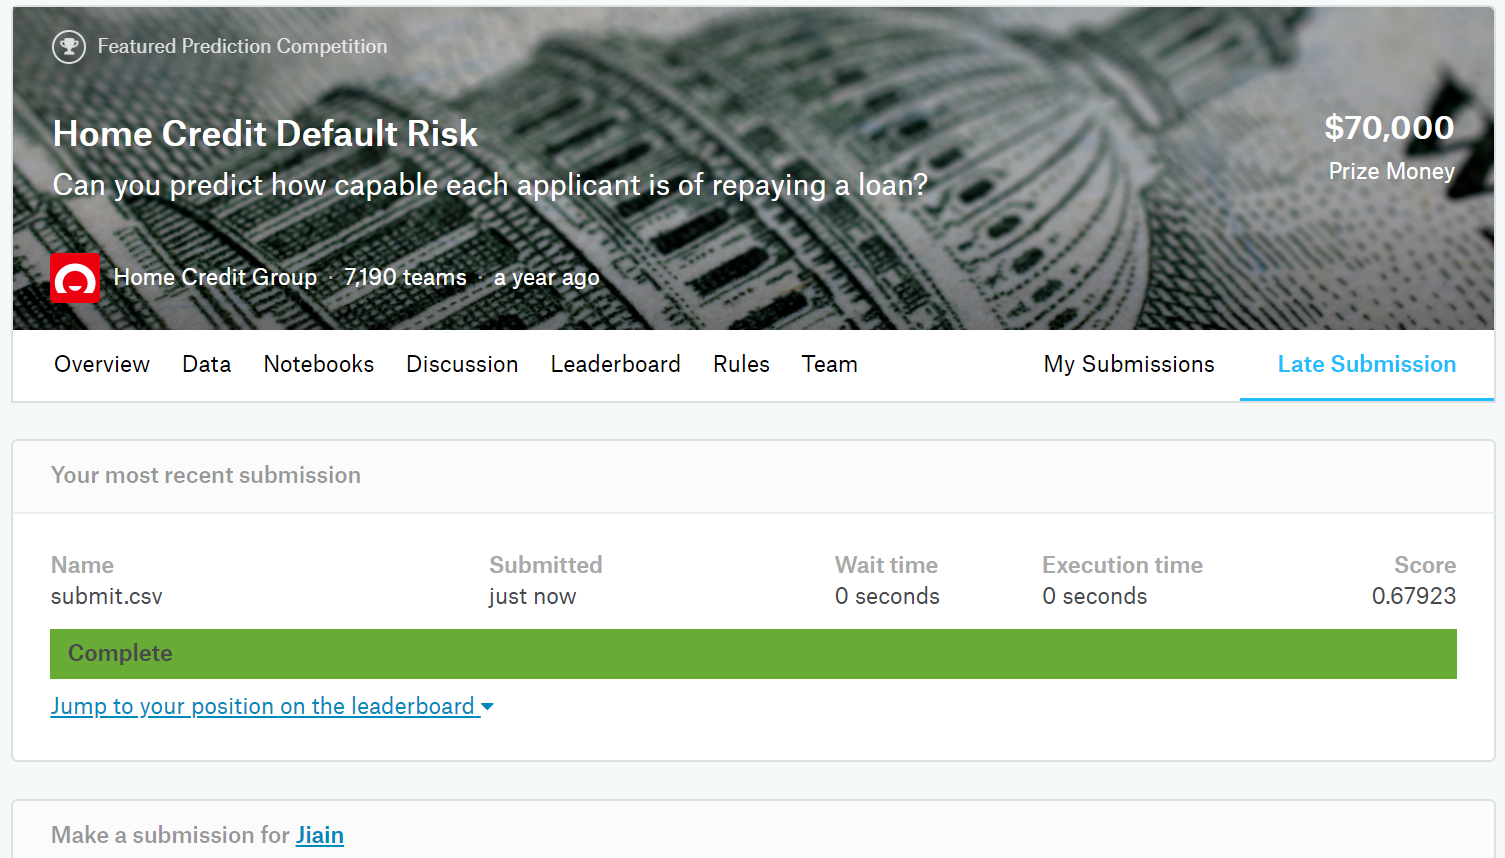 Featured Prediction Competition
Home Credit Default Risk
Can you predict how capable each applicant is of repaying a loan?
$70,000
Prize Money
Home Credit Group · 7,190 teams · a year ago
Overview Data Notebooks Discussion Leaderboard Rules Team My Submissions Late Submission
Your most recent submission
Name Submitted Wait time Execution time Score
submit.csv just now 0 seconds 0 seconds 0.67923
Complete
Jump to your position on the leaderboard
Make a submission for Jiain